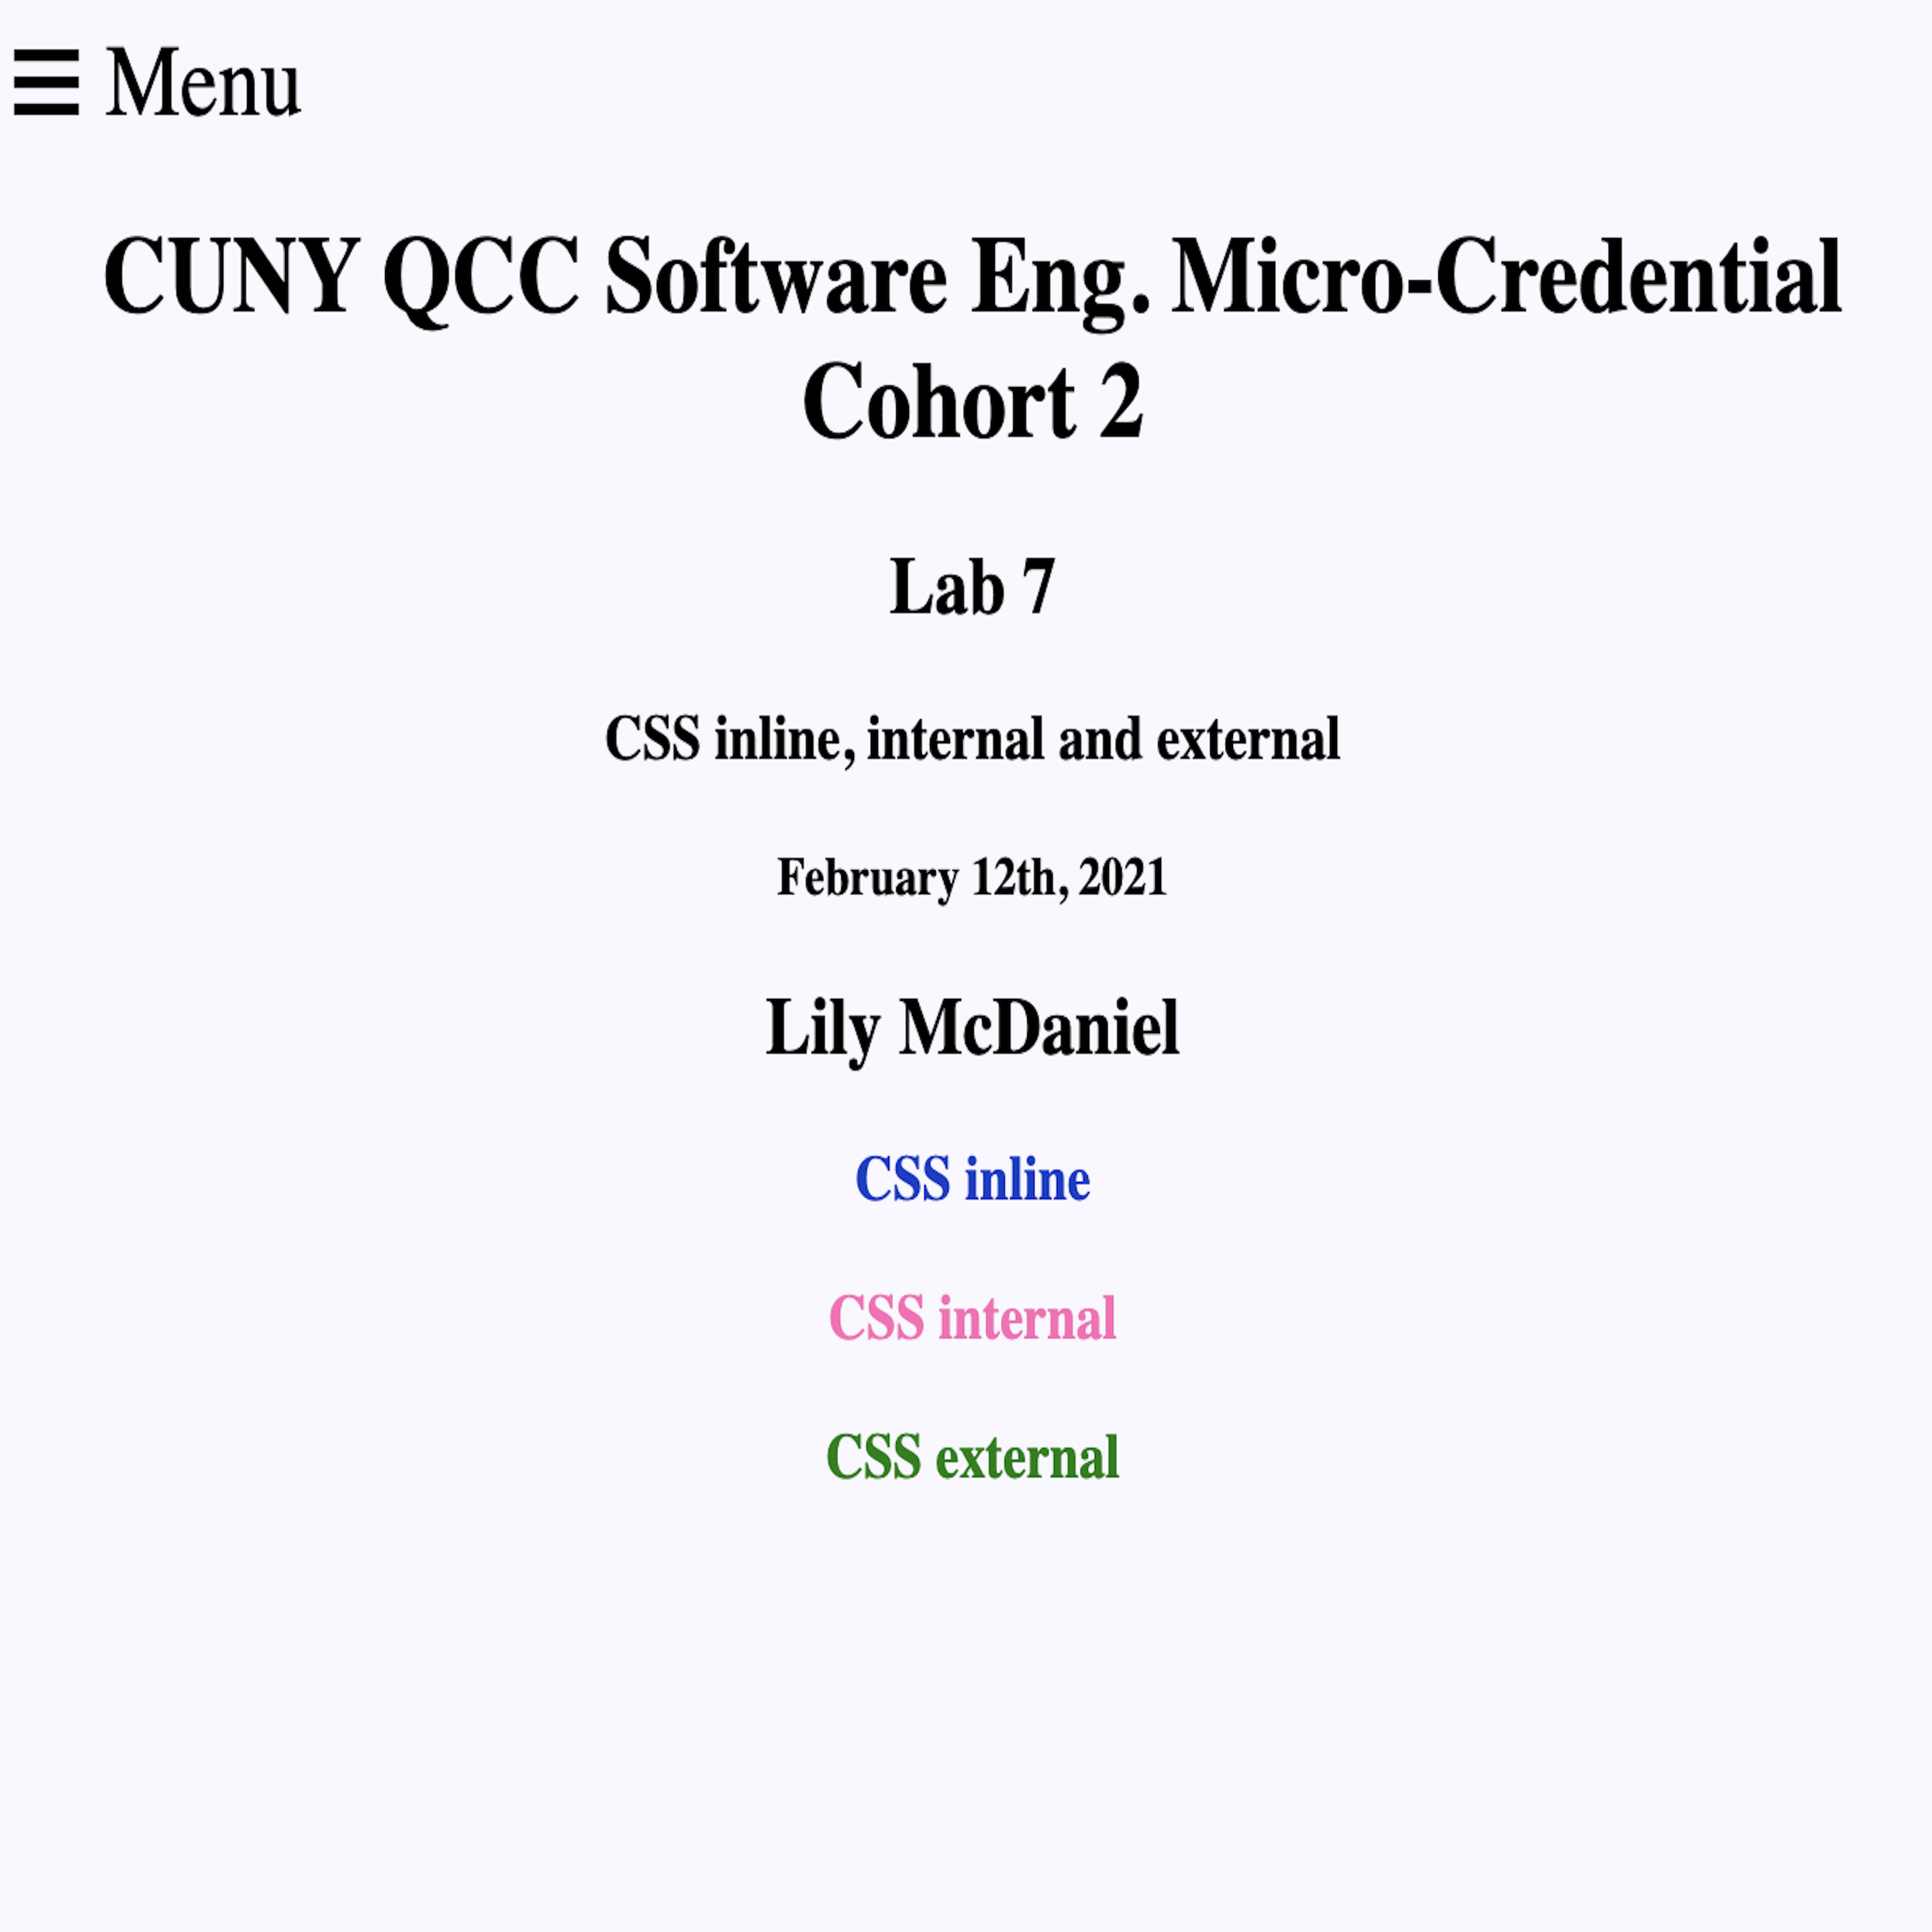 Menu
CUNY QCC Software Eng. Micro-Credential
Cohort 2
Lab 7
CSS inline, internal and external
February 12th, 2021
Lily McDaniel
CSS inline
CSS internal
CSS external